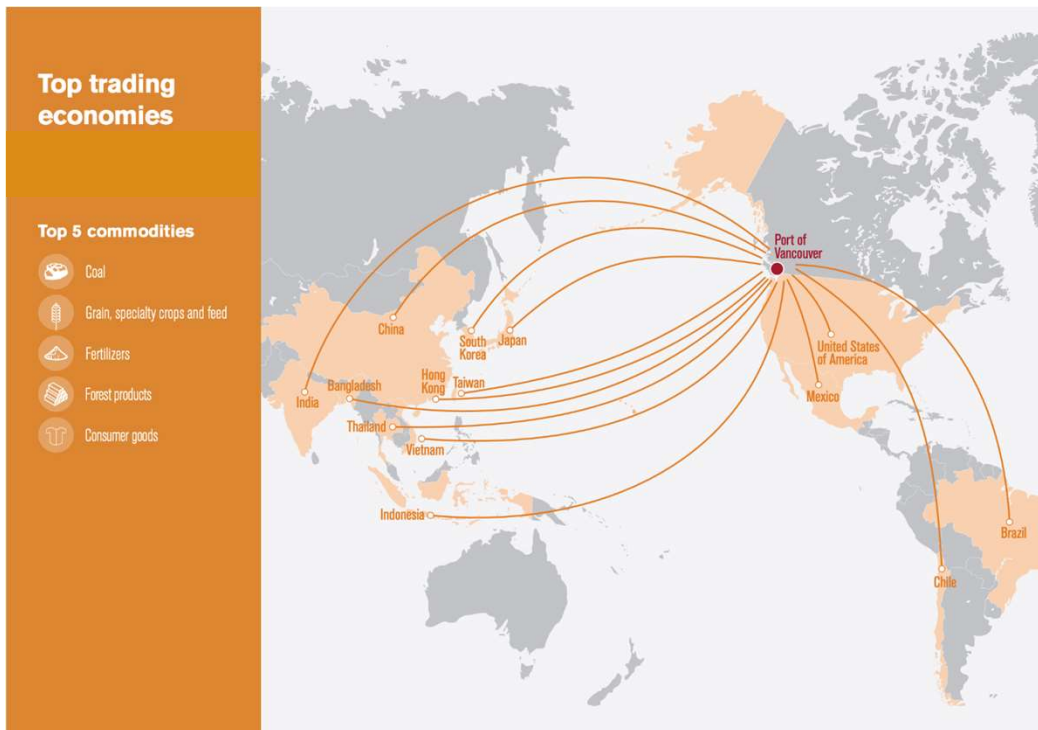 Top trading
economies
Top 5 commodities
Coal
Grain, specialty crops and feed
Fertilizers
Forest products
Consumer goods
Port of
Vancouver
China
South
Korea
Japan
United States
of America
Hong
Kong
Taiwan
Bangladesh
India
Mexico
Thailand
Vietnam
Indonesia
Brazil
Chile